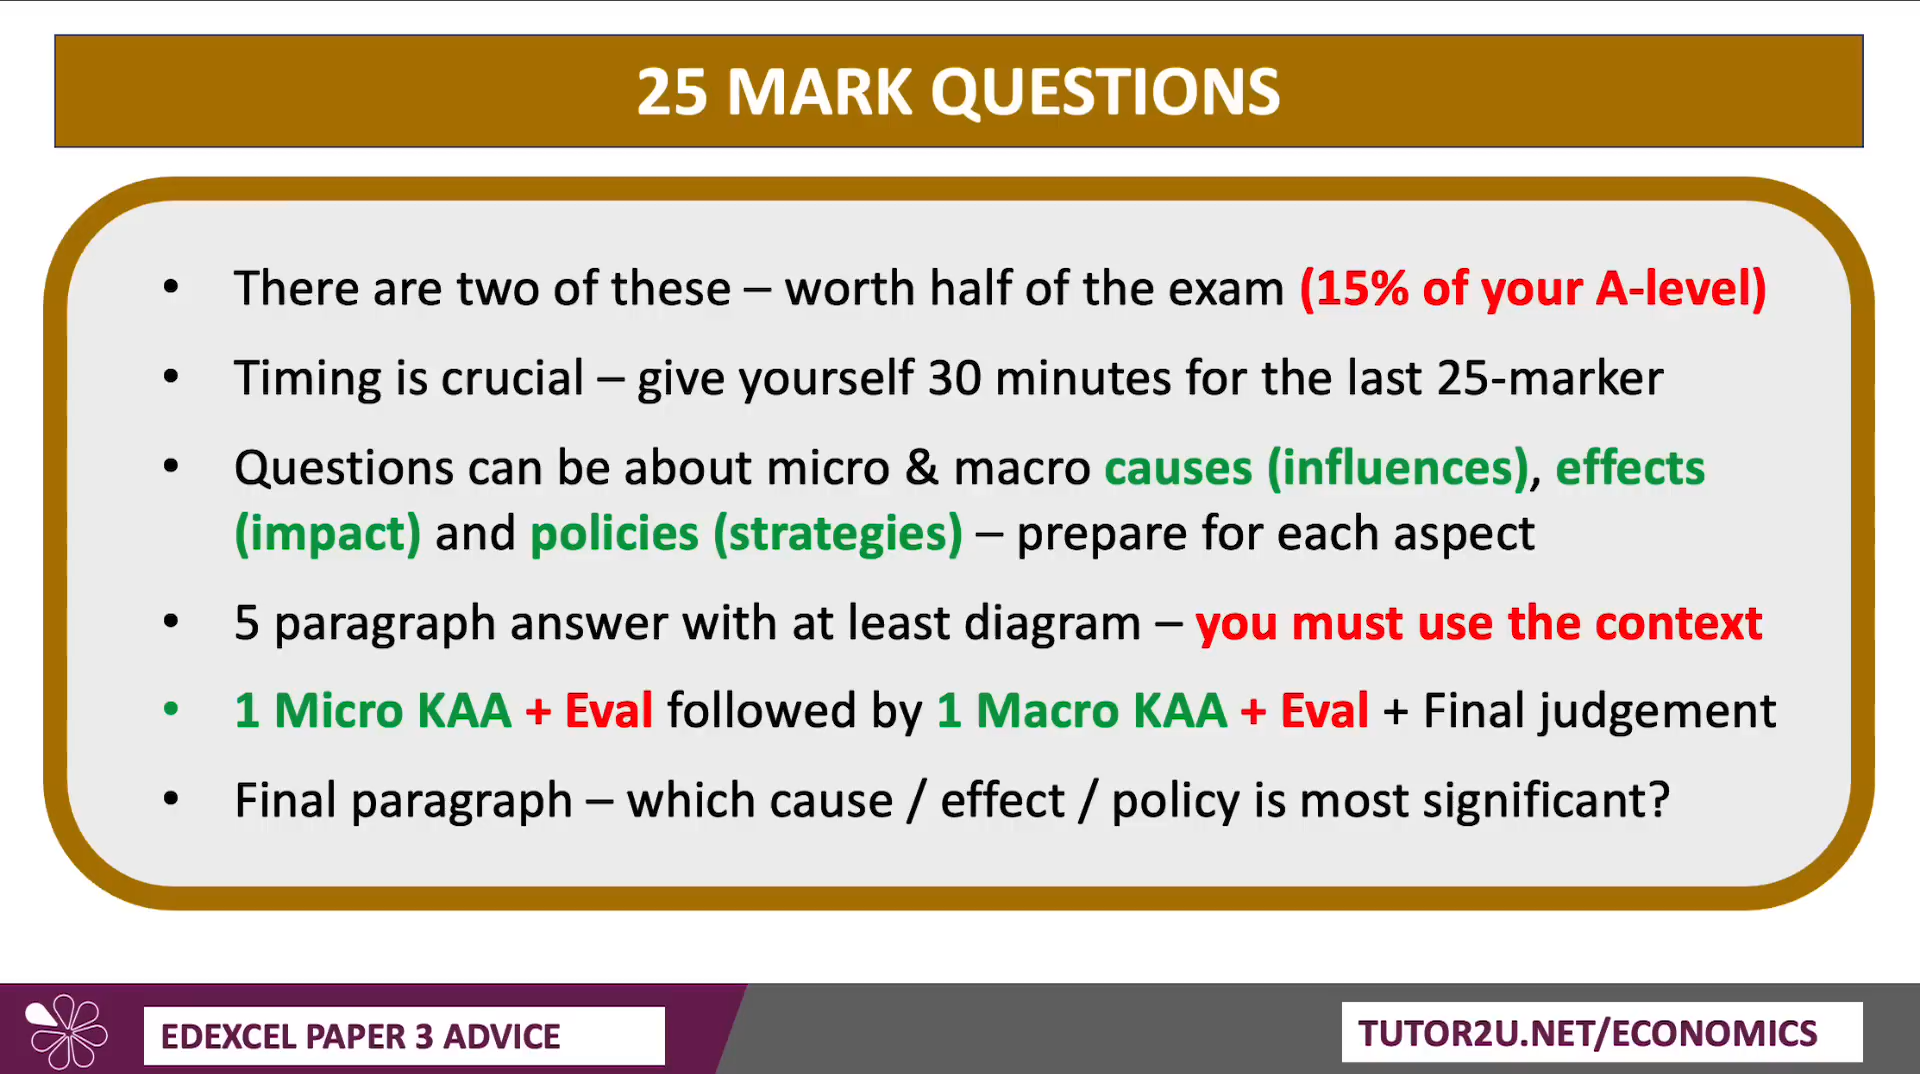 25 MARK QUESTIONS
• There are two of these – worth half of the exam (15% of your A-level)
• Timing is crucial – give yourself 30 minutes for the last 25-marker
• Questions can be about micro & macro causes (influences), effects
(impact) and policies (strategies) – prepare for each aspect
• 5 paragraph answer with at least diagram – you must use the context
• 1 Micro KAA + Eval followed by 1 Macro KAA + Eval + Final judgement
• Final paragraph – which cause / effect / policy is most significant?
EDEXCEL PAPER 3 ADVICE
TUTOR2U.NET/ECONOMICS